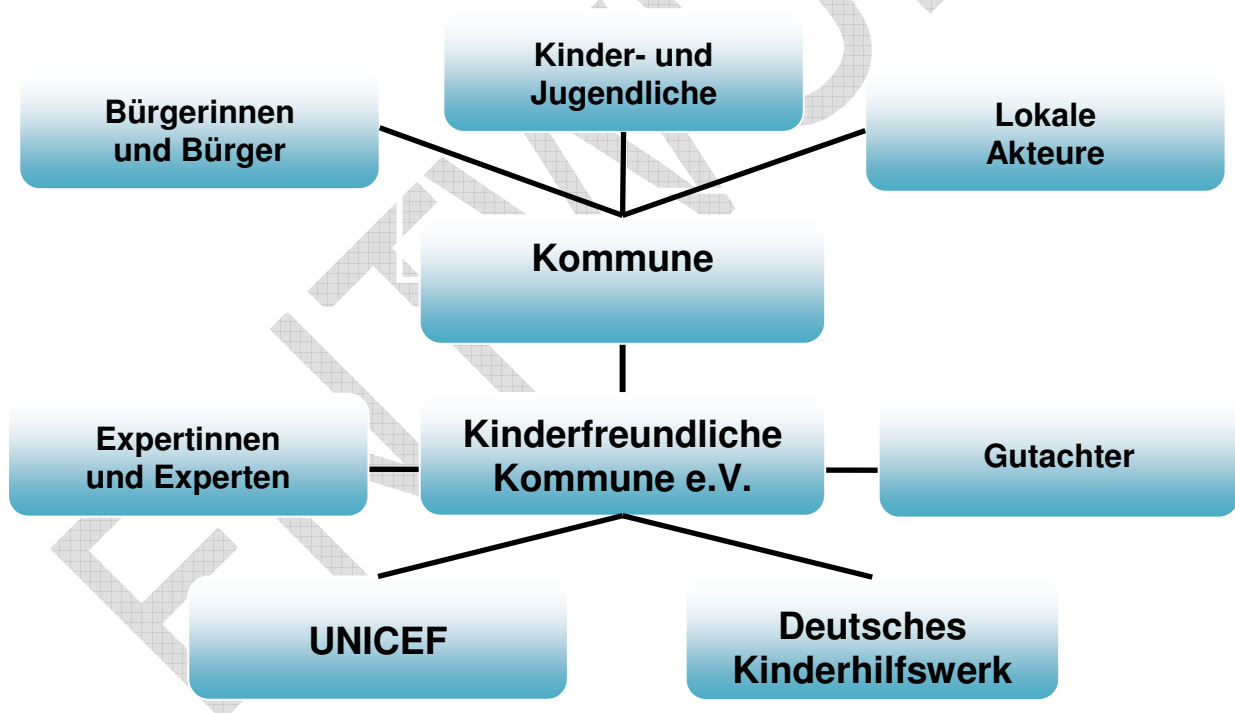 Kinder- und
Jugendliche
Bürgerinnen
und Bürger
Lokale
Akteure
Kommune
Expertinnen
und Experten
Kinderfreundliche
Kommune e.V.
Gutachter
UNICEF
Deutsches
Kinderhilfswerk